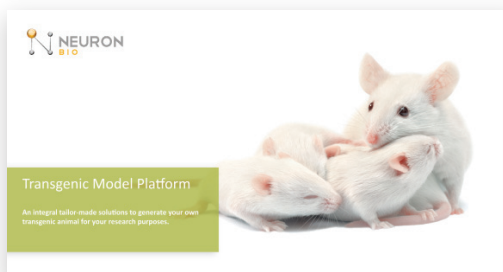 NEURON
BIO
Transgenic Model Platform
An integral tailor-made solutions to generate your own
transgenic animal for your research purposes.